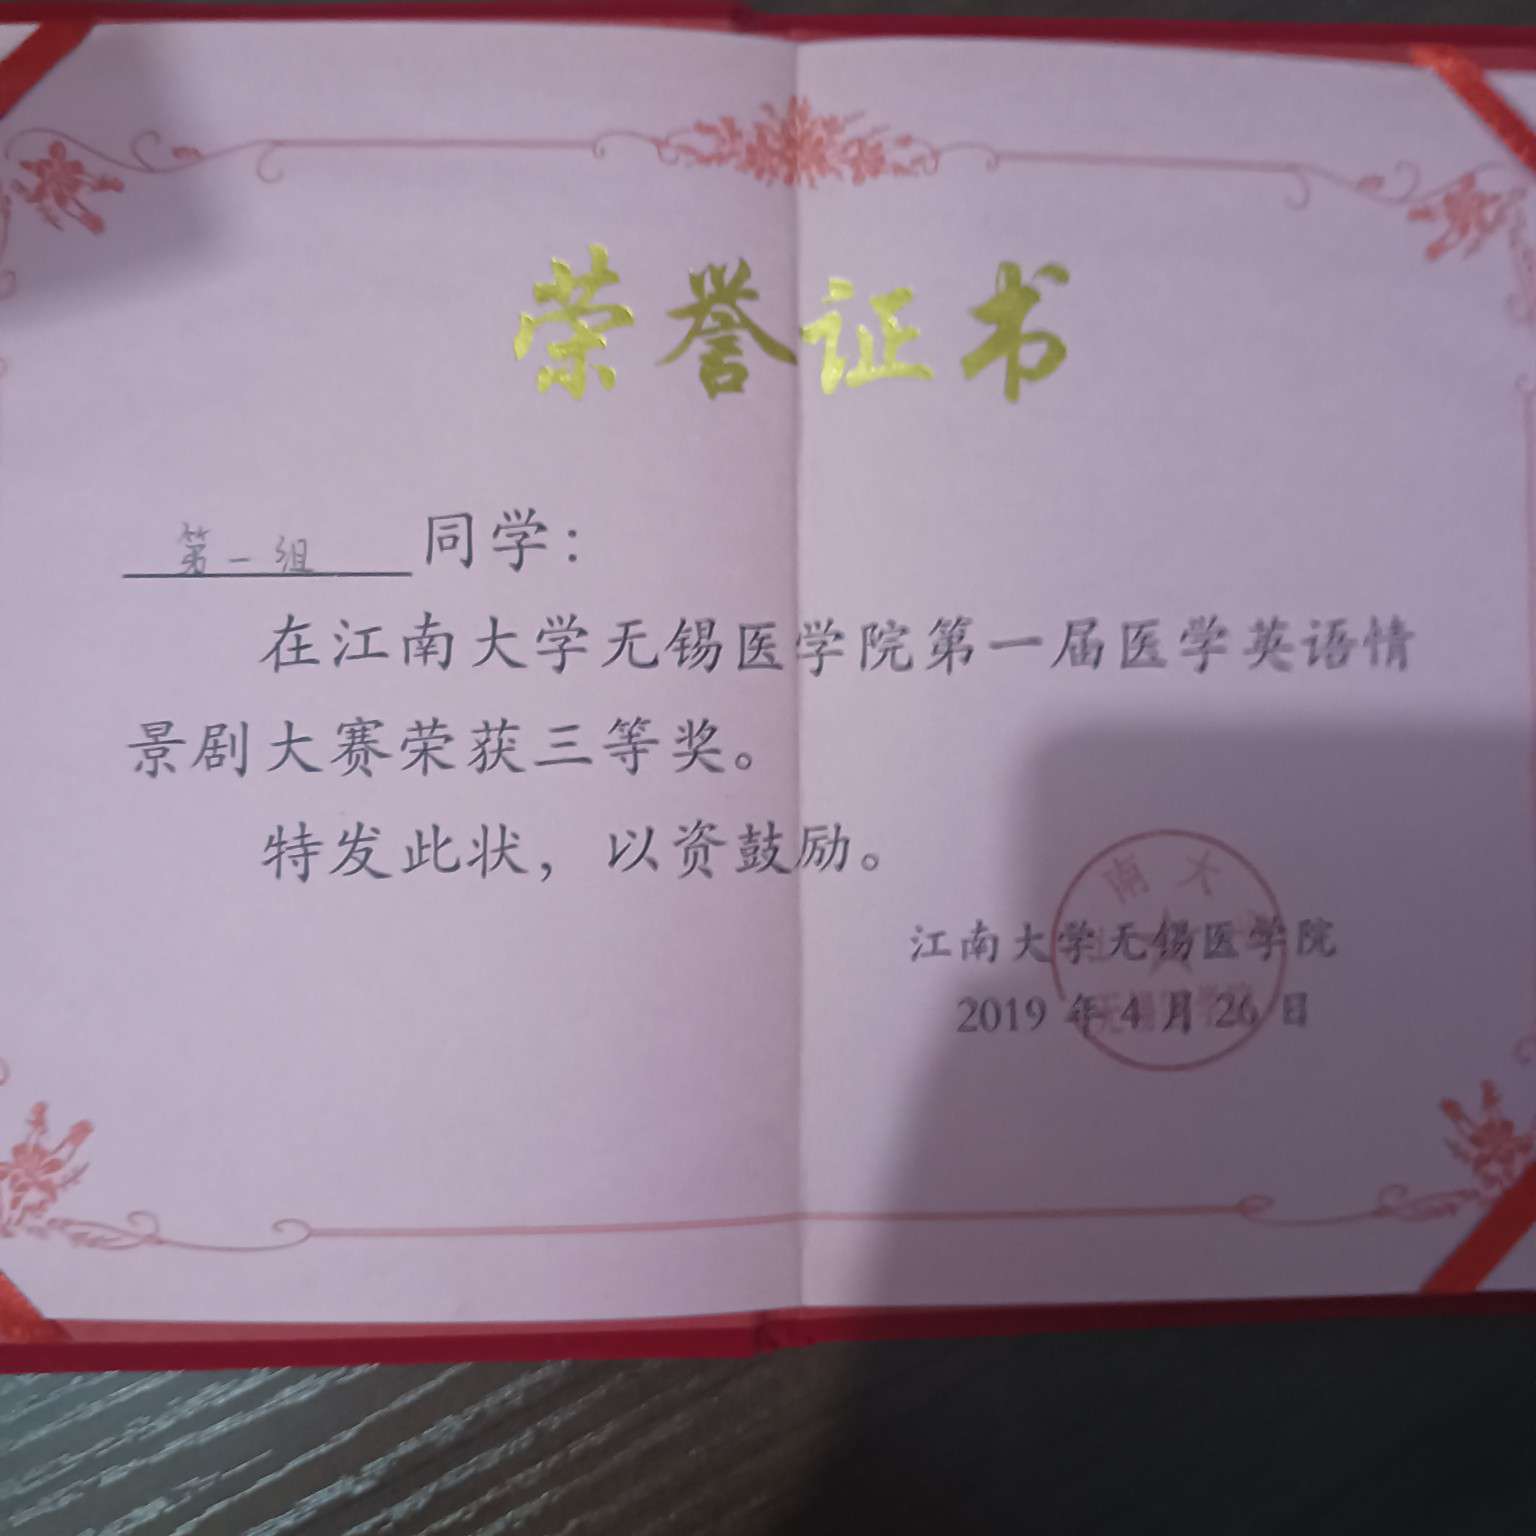 荣誉证书
第一组 同学：
在江南大学无锡医学院第一届医学英语情
景剧大赛荣获三等奖。
特发此状，以资鼓励。
江南大学无锡医学院
2019 年 4 月 26 日